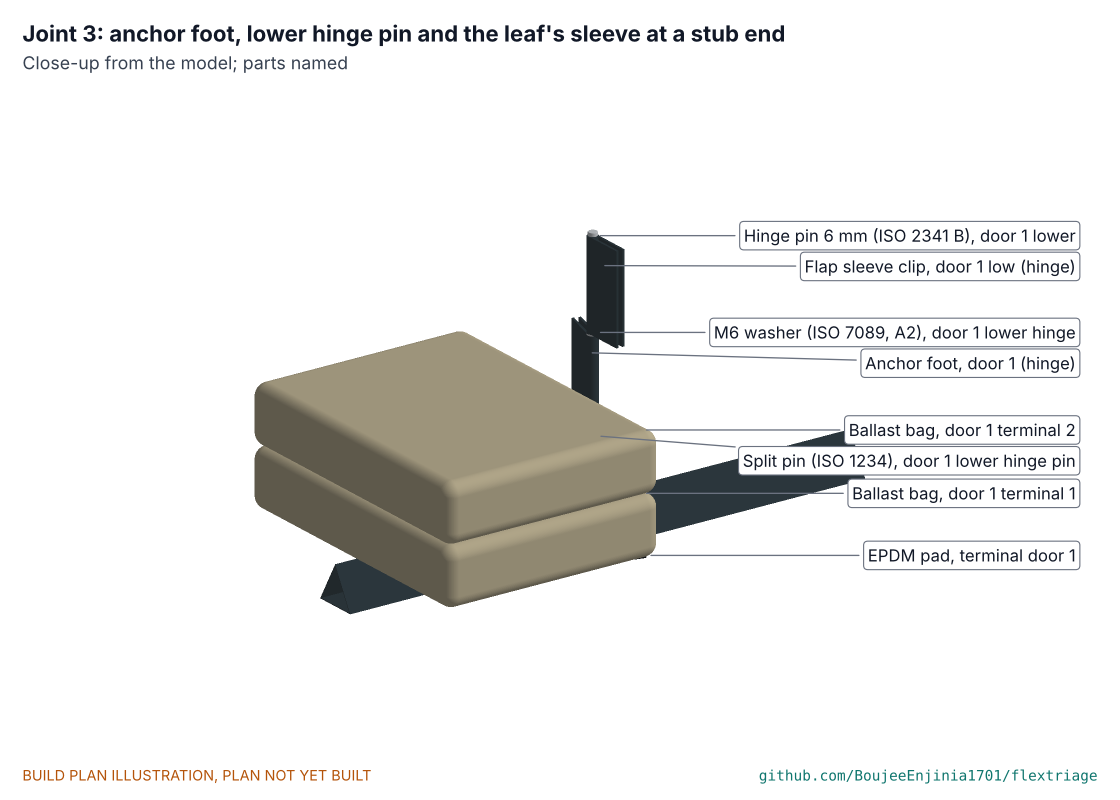 Joint 3: anchor foot, lower hinge pin and the leaf's sleeve at a stub end
Close-up from the model; parts named
Hinge pin 6 mm (ISO 2341 B), door 1 lower
Flap sleeve clip, door 1 low (hinge)
M6 washer (ISO 7089, A2), door 1 lower hinge
Anchor foot, door 1 (hinge)
Ballast bag, door 1 terminal 2
Split pin (ISO 1234), door 1 lower hinge pin
Ballast bag, door 1 terminal 1
EPDM pad, terminal door 1
BUILD PLAN ILLUSTRATION, PLAN NOT YET BUILT
github.com/BoujeeEnjinia1701/flextriage